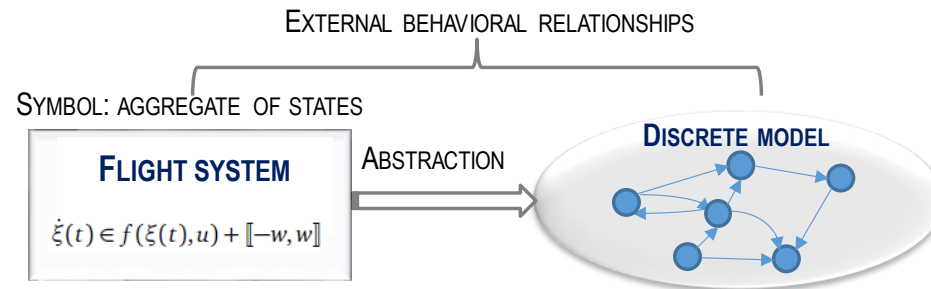 EXTERNAL BEHAVIORAL RELATIONSHIPS
SYMBOL: AGGREGATE OF STATES
FLIGHT SYSTEM
ABSTRACTION
DISCRETE MODEL
ξ̇(t) ∈ f(ξ(t), u) + ⟦−w, w⟧